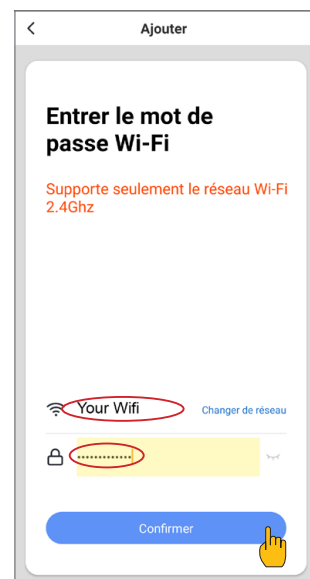 Ajouter
Entrer le mot de
passe Wi-Fi
Supporte seulement le réseau Wi-Fi
2.4Ghz
Your Wifi
Changer de réseau
••••••••••••
Confirmer